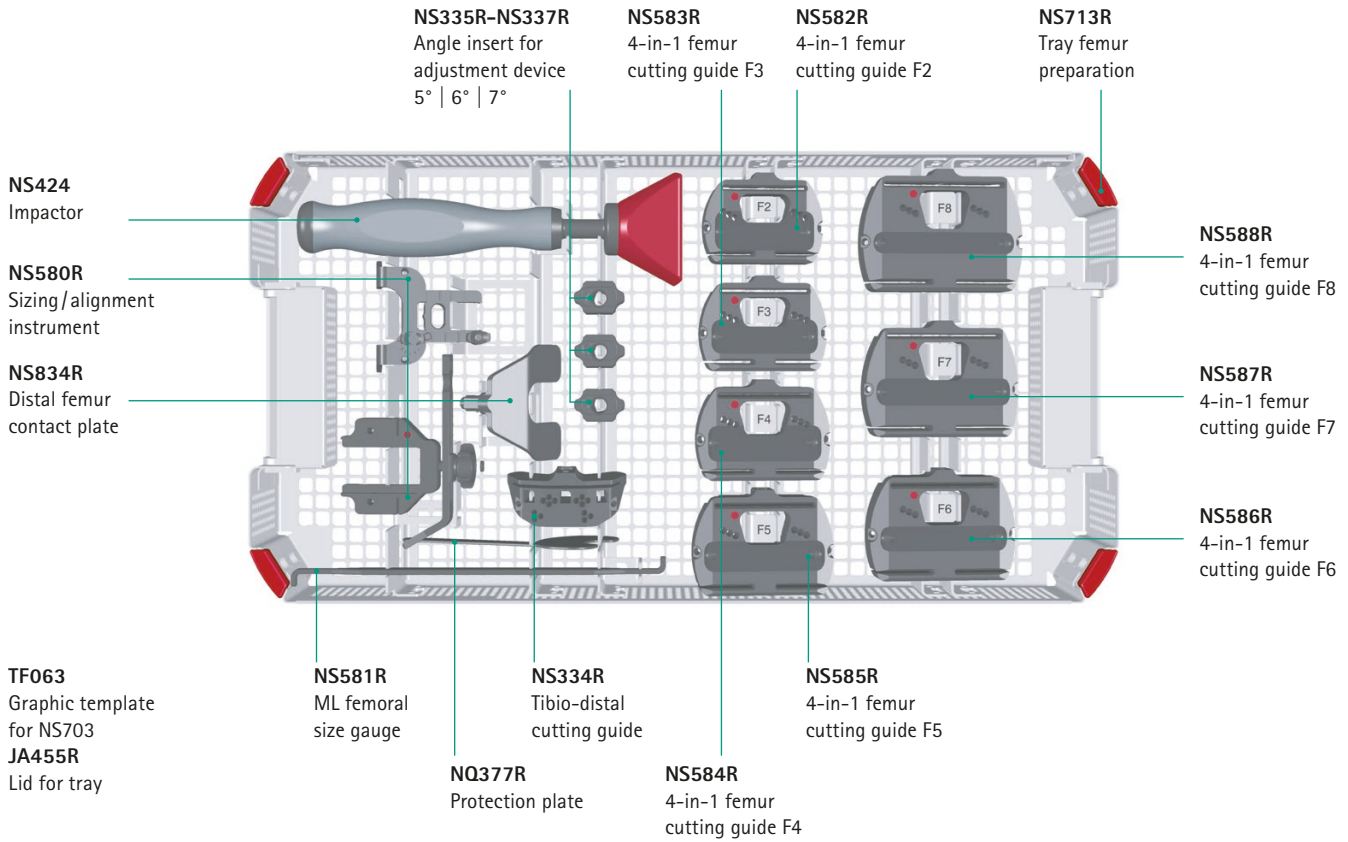 NS335R–NS337R
Angle insert for
adjustment device
5° | 6° | 7°
NS583R
4-in-1 femur
cutting guide F3
NS582R
4-in-1 femur
cutting guide F2
NS713R
Tray femur
preparation
NS424
Impactor
NS580R
Sizing/alignment
instrument
NS834R
Distal femur
contact plate
F2
F8
F3
F7
F4
F6
F5
NS588R
4-in-1 femur
cutting guide F8
NS587R
4-in-1 femur
cutting guide F7
NS586R
4-in-1 femur
cutting guide F6
TF063
Graphic template
for NS703
JA455R
Lid for tray
NS581R
ML femoral
size gauge
NQ377R
Protection plate
NS334R
Tibio-distal
cutting guide
NS584R
4-in-1 femur
cutting guide F4
NS585R
4-in-1 femur
cutting guide F5